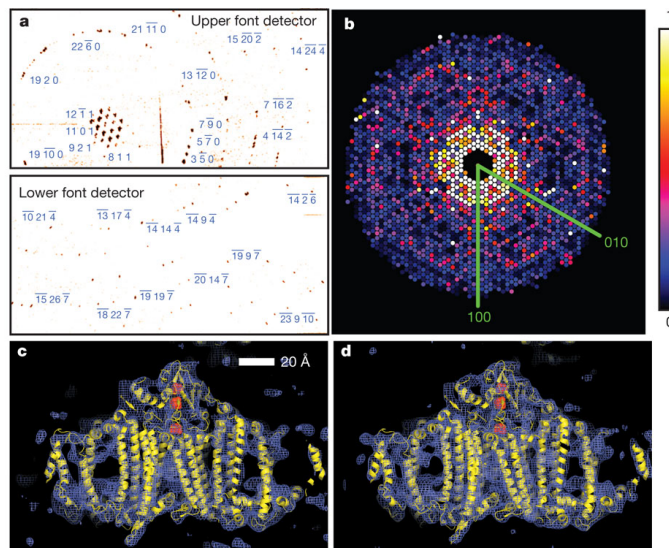 a
Upper font detector
21 1̅1̅ 0
22 6̅ 0
15 2̅0̅ 2̅
14 2̅4̅ 4̅
19 2 0
13 1̅2̅ 0
7 1̅6̅ 2̅
12 1̅ 1
7 9̅ 0
11 0 1
4 1̅4̅ 2̅
9 2 1
5 7̅ 0
19 1̅0̅ 0
8 1 1
3 5̅ 0
Lower font detector
1̅4̅ 2 6̅
1̅0̅ 21 4̅
1̅3̅ 17 4̅
1̅4̅ 14 4̅
1̅4̅ 9 4̅
1̅9̅ 9 7̅
2̅0̅ 14 7̅
1̅5̅ 26 7̅
1̅8̅ 22 7̅
1̅9̅ 19 7̅
2̅3̅ 9 1̅0̅
b
010
100
0
c
20 Å
d